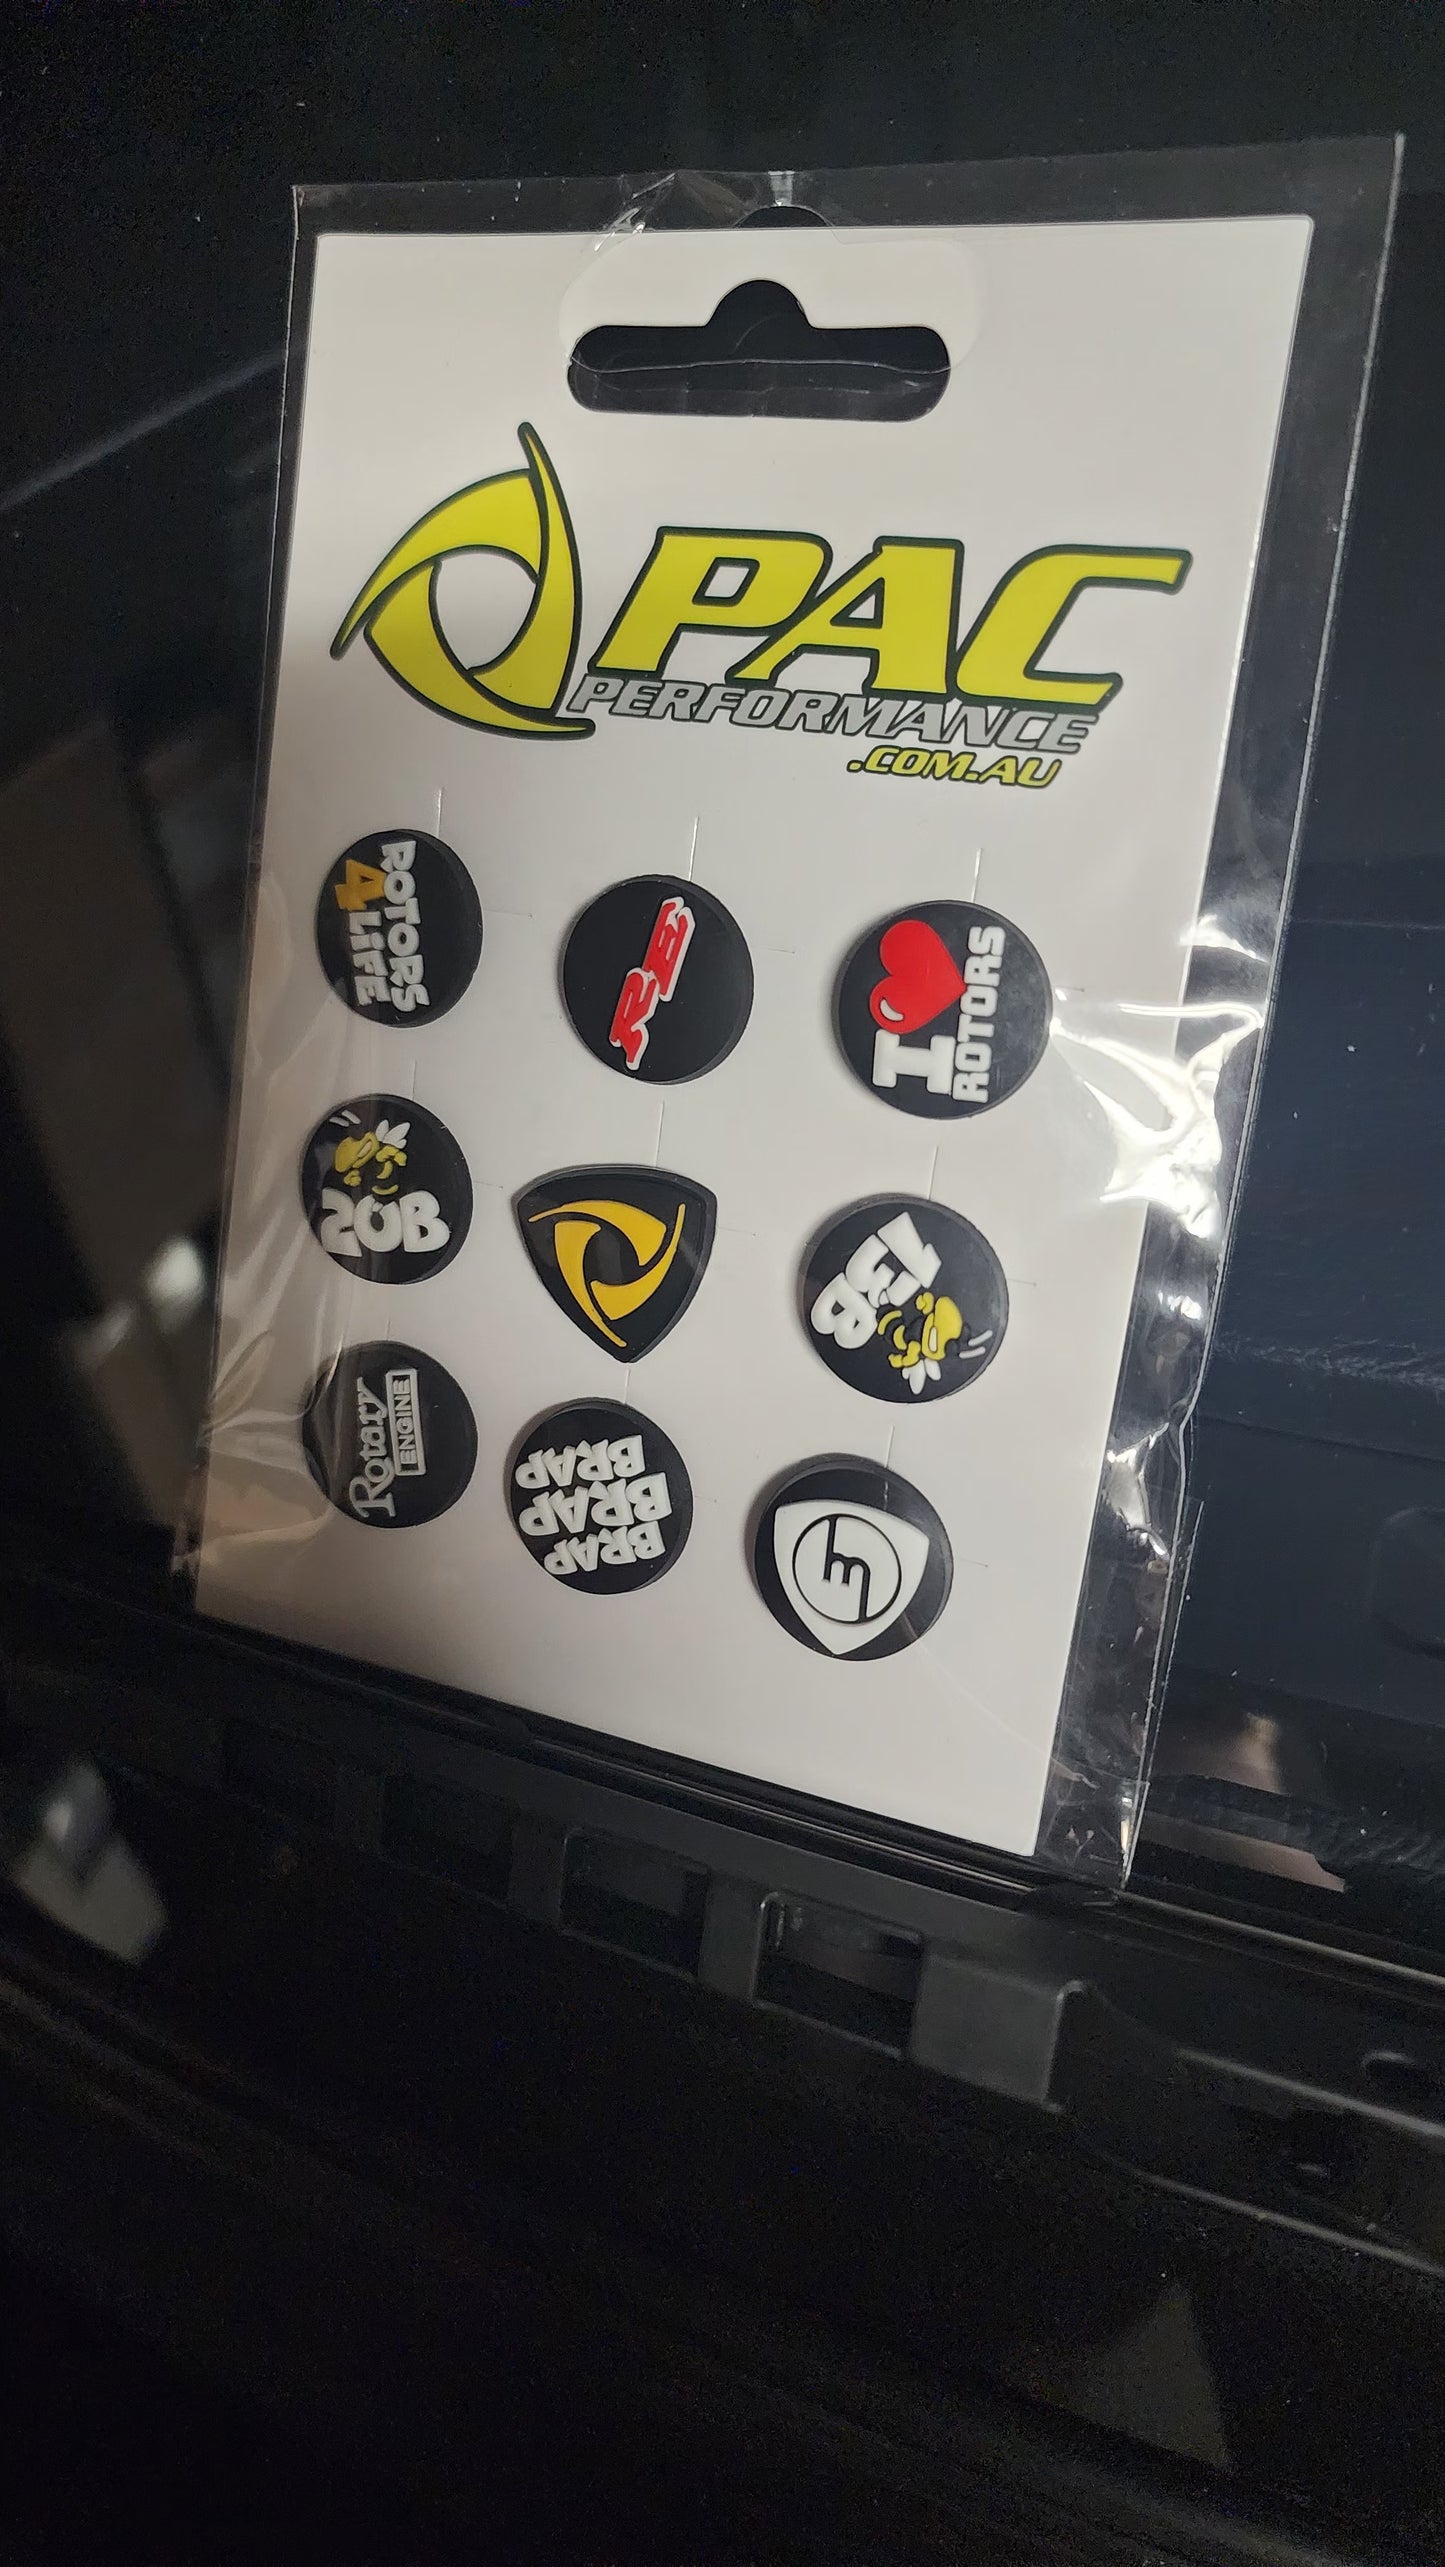 PAC
PERFORMANCE
.COM.AU
ROTORS
4 LiFE
RE
I
ROTORS
20B
13B
Rotary
ENGINE
BRAP
BRAP
BRAP